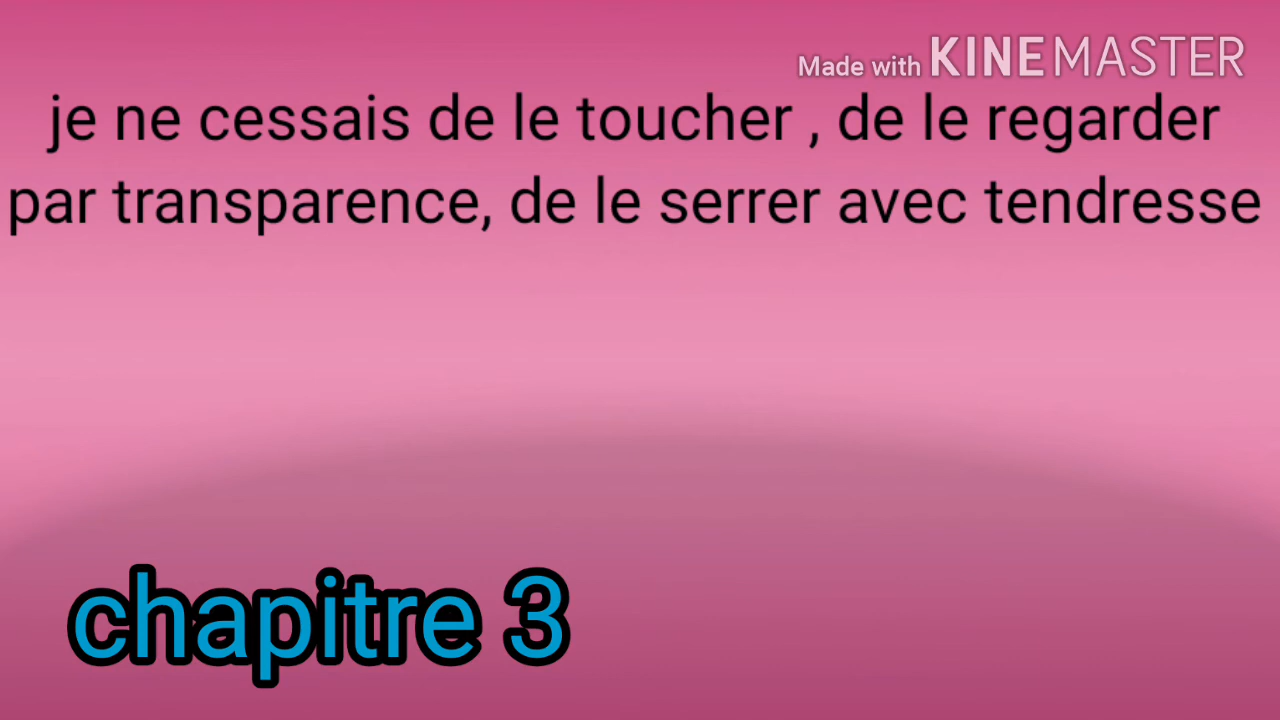 Made with KINEMASTER
je ne cessais de le toucher , de le regarder
par transparence, de le serrer avec tendresse
chapitre 3